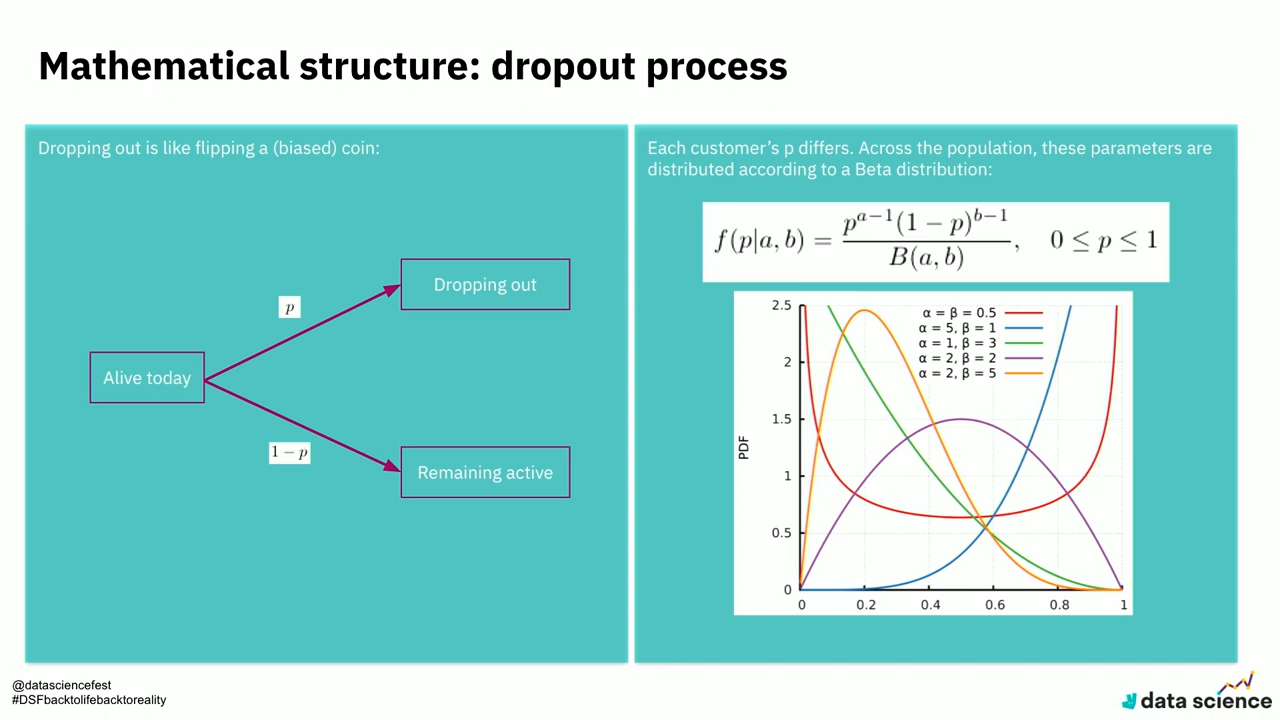 Mathematical structure: dropout process
Dropping out is like flipping a (biased) coin:
Dropping out
p
Alive today
1 − p
Remaining active
Each customer’s p differs. Across the population, these parameters are
distributed according to a Beta distribution:
f(p|a, b) = p^{a−1}(1 − p)^{b−1} / B(a, b), 0 ≤ p ≤ 1
2.5
2
1.5
1
0.5
0
PDF
α = β = 0.5
α = 5, β = 1
α = 1, β = 3
α = 2, β = 2
α = 2, β = 5
0 0.2 0.4 0.6 0.8 1
@datasciencefest
#DSFbacktolifebacktoreality
data science